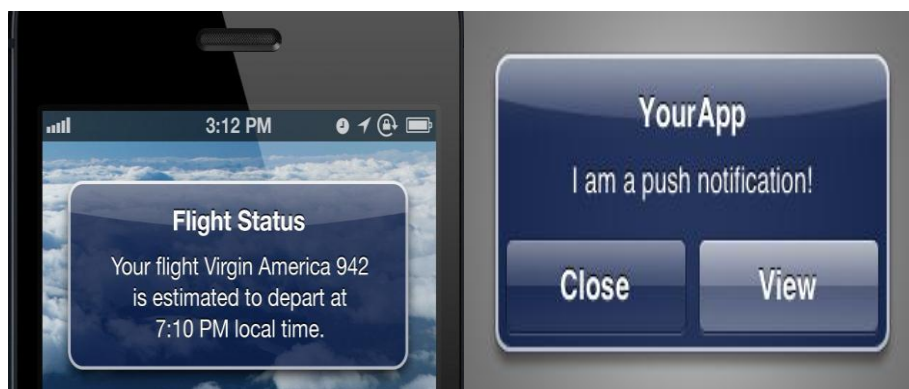 3:12 PM
Flight Status
Your flight Virgin America 942
is estimated to depart at
7:10 PM local time.
YourApp
I am a push notification!
Close
View